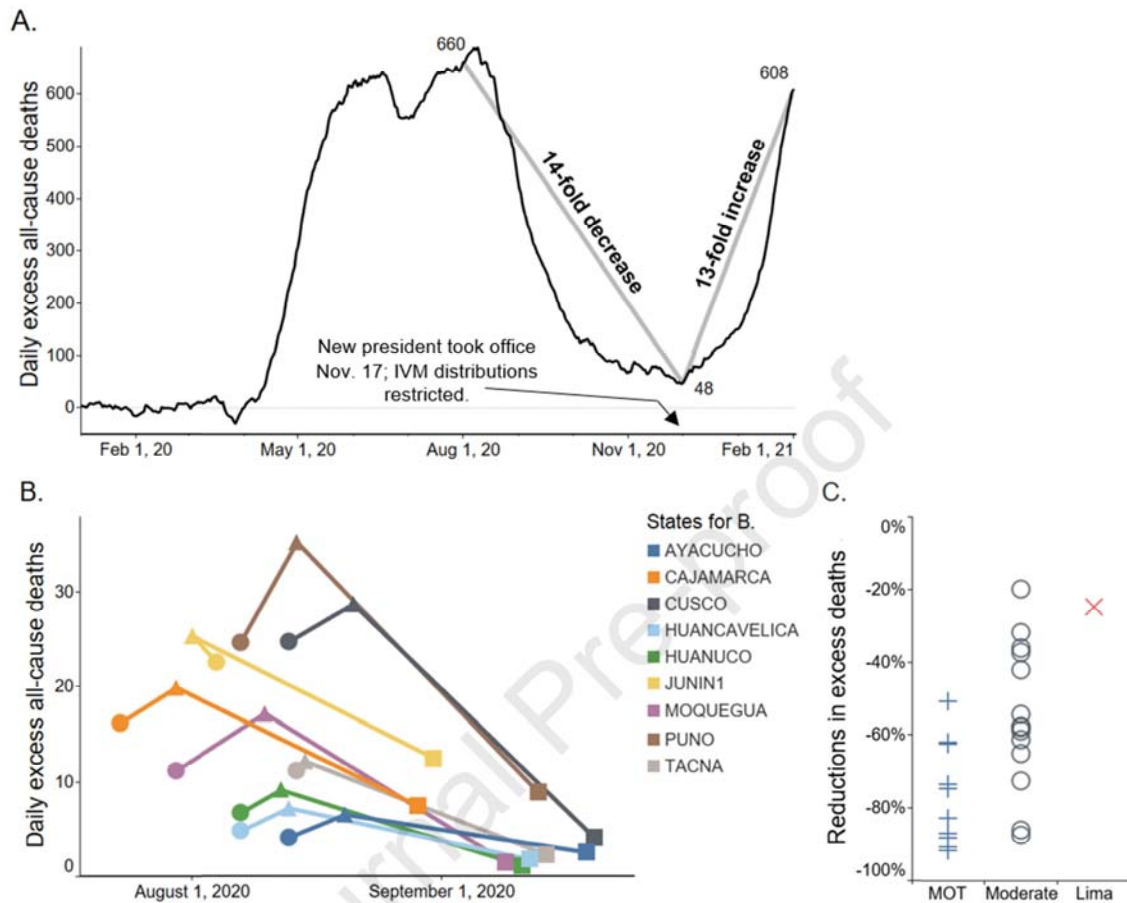 A.
Daily excess all-cause deaths
600
500
400
300
200
100
0
660
608
14-fold decrease
13-fold increase
New president took office
Nov. 17; IVM distributions
restricted.
48
Feb 1, 20
May 1, 20
Aug 1, 20
Nov 1, 20
Feb 1, 21
B.
Daily excess all-cause deaths
30
20
10
0
August 1, 2020
September 1, 2020
States for B.
AYACUCHO
CAJAMARCA
CUSCO
HUANCAVELICA
HUANUCO
JUNIN1
MOQUEGUA
PUNO
TACNA
C.
Reductions in excess deaths
0%
-20%
-40%
-60%
-80%
-100%
MOT
Moderate
Lima
urnal Pre-proof